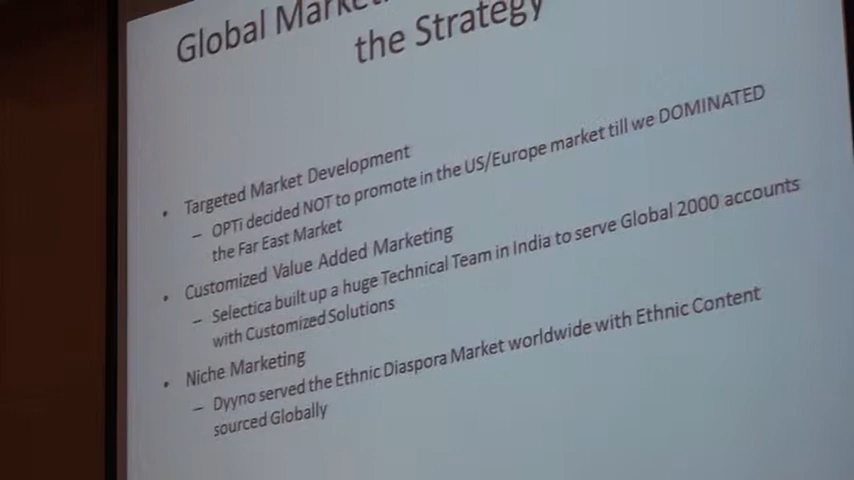 Global
the Strategy
• Targeted Market Development
– OPTi decided NOT to promote in the US/Europe market till we DOMINATED
the Far East Market
• Customized Value Added Marketing
– Selectica built up a huge Technical Team in India to serve Global 2000 accounts
with Customized Solutions
• Niche Marketing
– Dyyno served the Ethnic Diaspora Market worldwide with Ethnic Content
sourced Globally